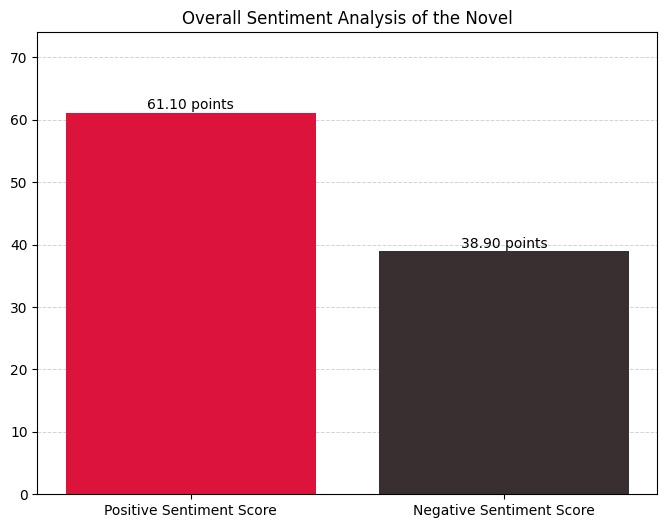 Overall Sentiment Analysis of the Novel
70
60
50
40
30
20
10
0
61.10 points
38.90 points
Positive Sentiment Score
Negative Sentiment Score